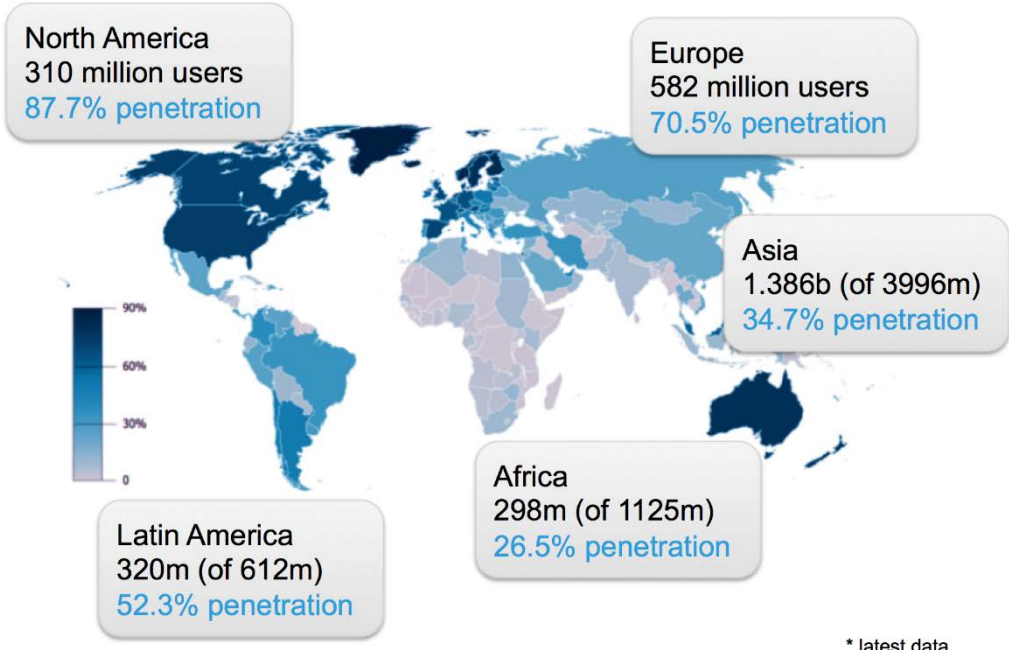 North America
310 million users
87.7% penetration
Europe
582 million users
70.5% penetration
Asia
1.386b (of 3996m)
34.7% penetration
90%
60%
30%
0
Africa
298m (of 1125m)
26.5% penetration
Latin America
320m (of 612m)
52.3% penetration
* latest data